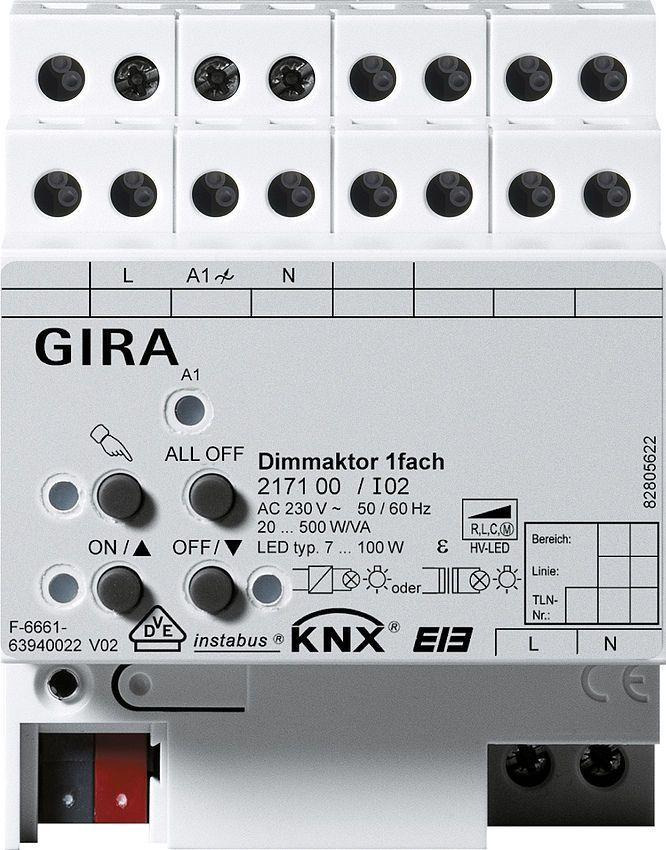 L A1 N
GIRA
A1
ALL OFF
Dimmaktor 1fach
2171 00 / I02
AC 230 V ~ 50 / 60 Hz
20 ... 500 W/VA
LED typ. 7 ... 100 W
ε
R,L,C,M
HV-LED
82805622
ON / ▲ OFF / ▼
oder
Bereich:
Linie:
TLN-
Nr.:
F-6661-
63940022 V02
DVE
instabus ®
KNX ®
EIB
L N
CE